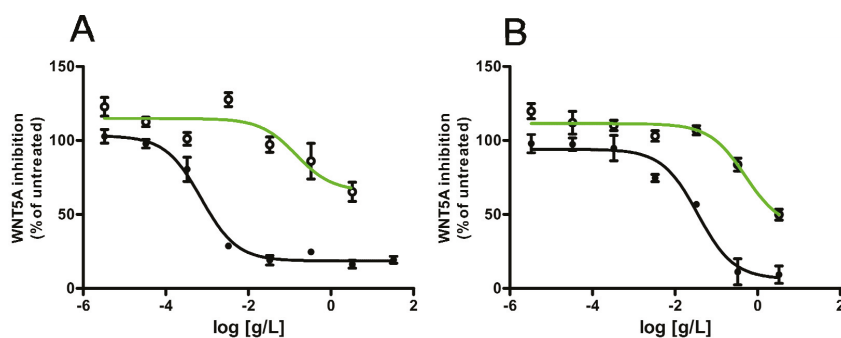 A
WNT5A inhibition
(% of untreated)
150
100
50
0
-6
-4
-2
0
2
log [g/L]
B
WNT5A inhibition
(% of untreated)
150
100
50
0
-6
-4
-2
0
2
log [g/L]